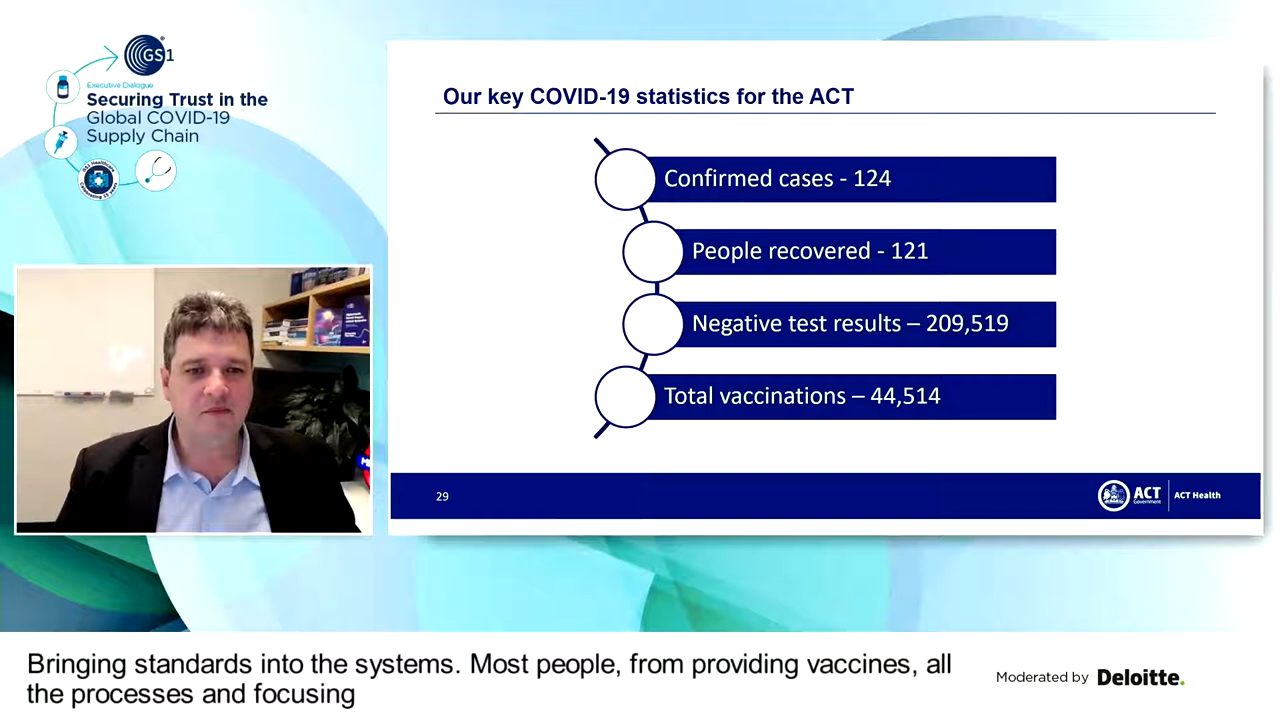 GS1
Executive Dialogue
Securing Trust in the
Global COVID-19
Supply Chain
GS1 Healthcare
Our key COVID-19 statistics for the ACT
Confirmed cases - 124
People recovered - 121
Negative test results – 209,519
Total vaccinations – 44,514
29
ACT
Government
ACT Health
Bringing standards into the systems. Most people, from providing vaccines, all
the processes and focusing
Moderated by Deloitte.